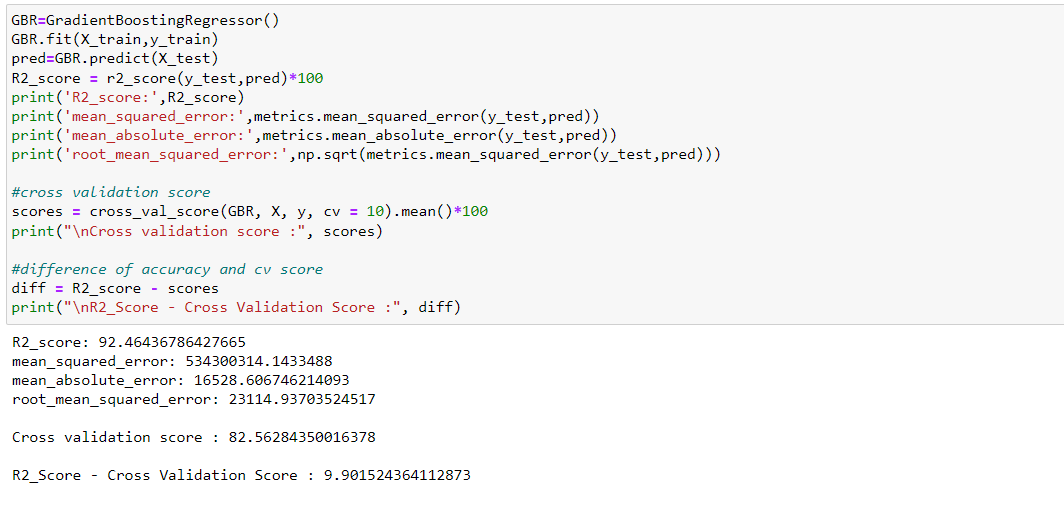 GBR=GradientBoostingRegressor()
GBR.fit(X_train,y_train)
pred=GBR.predict(X_test)
R2_score = r2_score(y_test,pred)*100
print('R2_score:',R2_score)
print('mean_squared_error:',metrics.mean_squared_error(y_test,pred))
print('mean_absolute_error:',metrics.mean_absolute_error(y_test,pred))
print('root_mean_squared_error:',np.sqrt(metrics.mean_squared_error(y_test,pred)))
#cross validation score
scores = cross_val_score(GBR, X, y, cv = 10).mean()*100
print("\nCross validation score :", scores)
#difference of accuracy and cv score
diff = R2_score - scores
print("\nR2_Score - Cross Validation Score :", diff)
R2_score: 92.46436786427665
mean_squared_error: 534300314.1433488
mean_absolute_error: 16528.606746214093
root_mean_squared_error: 23114.93703524517
Cross validation score : 82.56284350016378
R2_Score - Cross Validation Score : 9.901524364112873